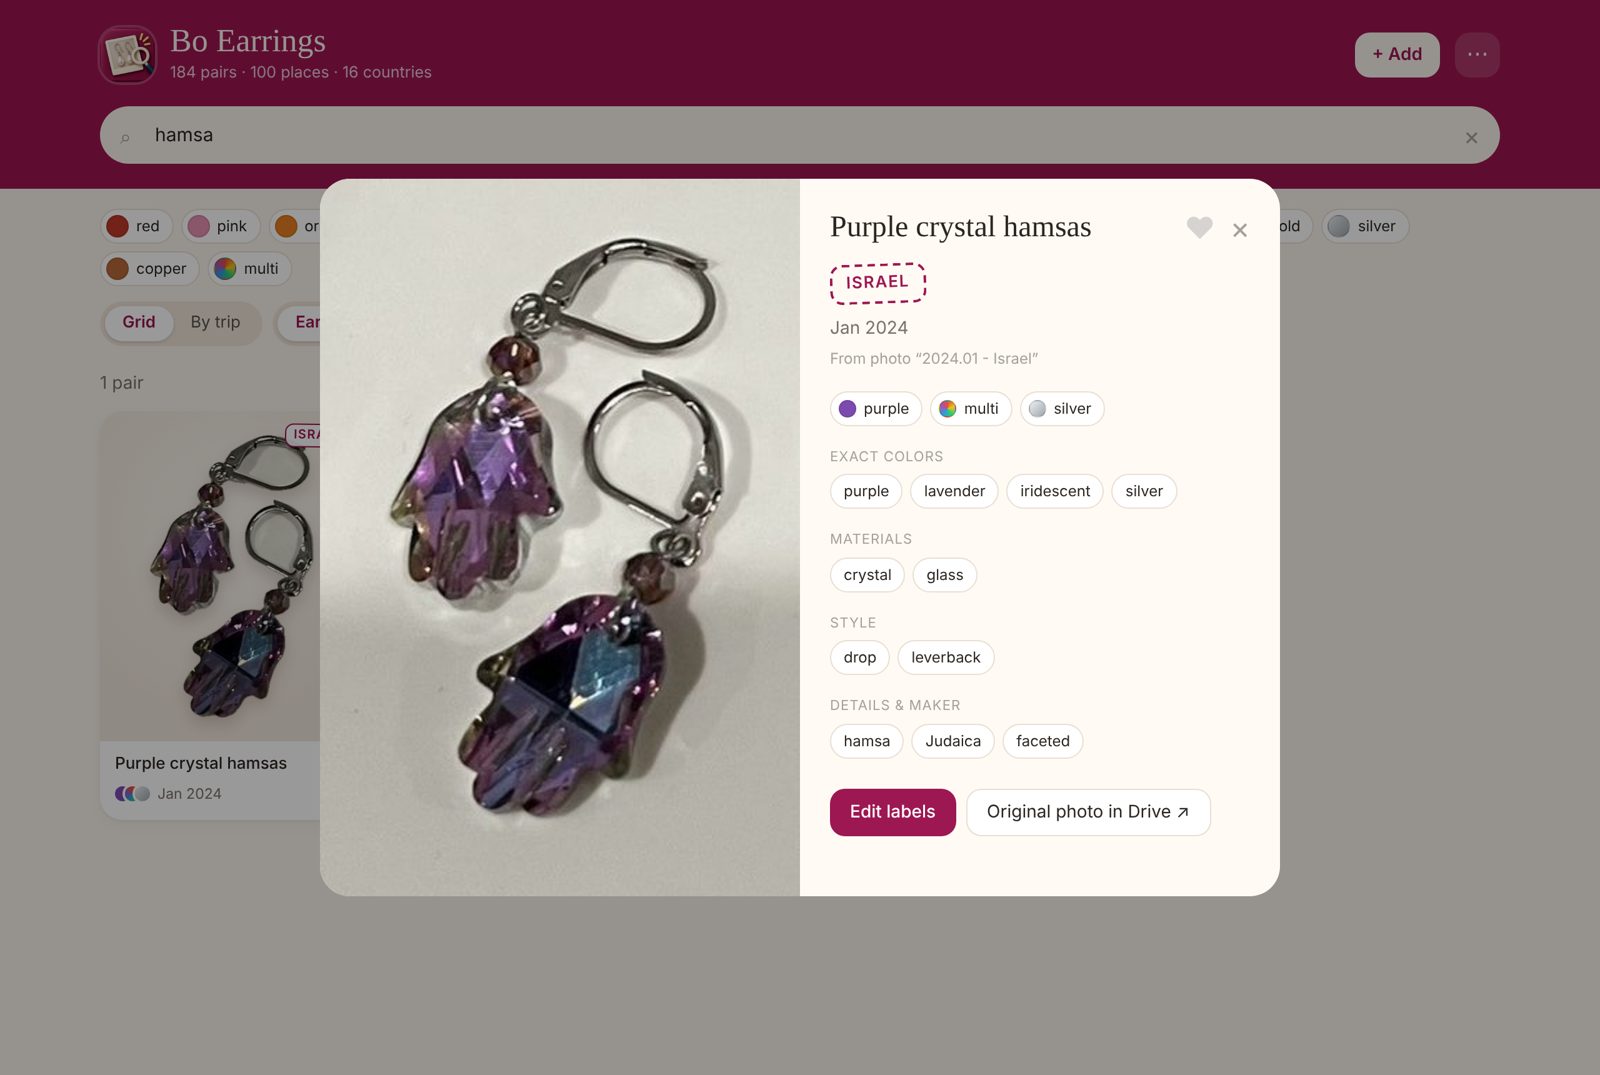 Bo Earrings
184 pairs · 100 places · 16 countries
+ Add
hamsa
red
pink
copper
multi
silver
Grid
By trip
1 pair
Purple crystal hamsas
Jan 2024
Purple crystal hamsas
ISRAEL
Jan 2024
From photo “2024.01 - Israel”
purple
multi
silver
EXACT COLORS
purple
lavender
iridescent
silver
MATERIALS
crystal
glass
STYLE
drop
leverback
DETAILS & MAKER
hamsa
Judaica
faceted
Edit labels
Original photo in Drive ↗